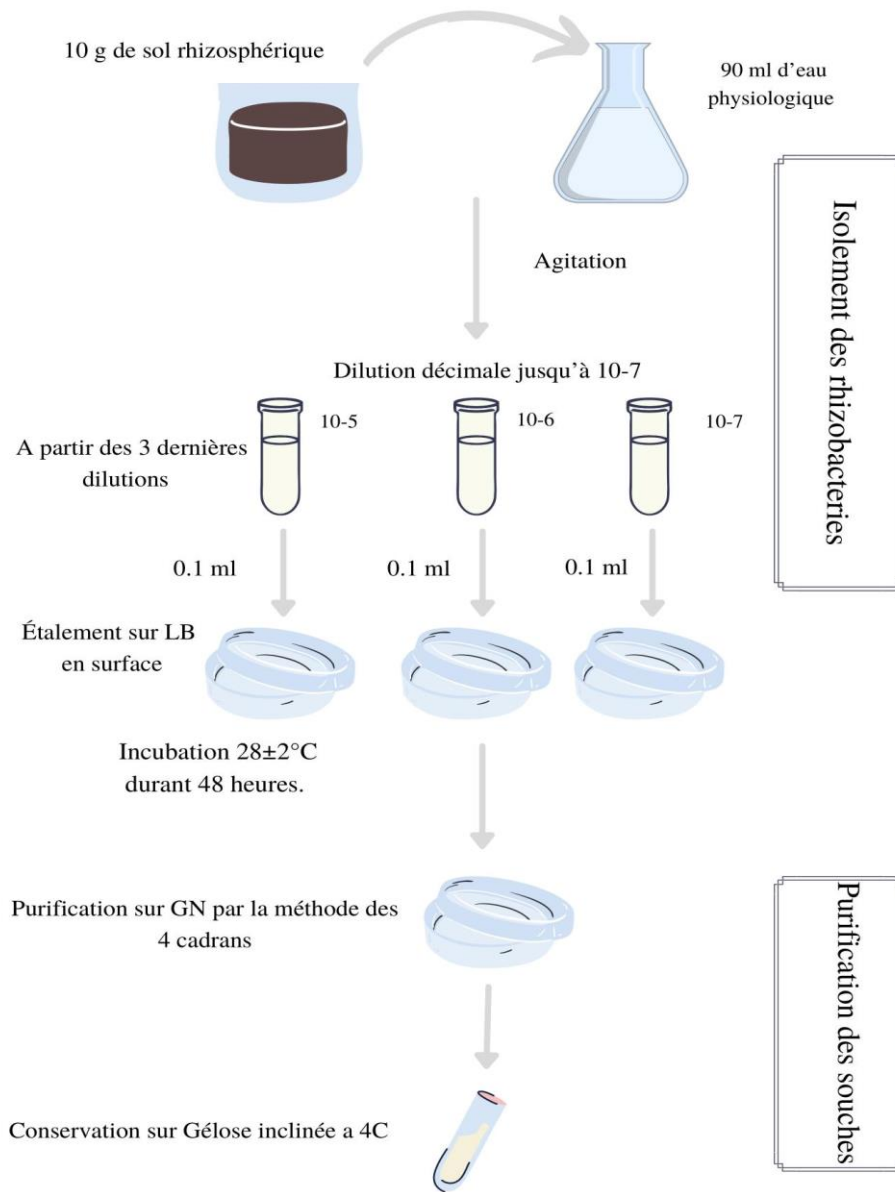 10 g de sol rhizosphérique
90 ml d'eau
physiologique
Isolement des rhizobacteries
Agitation
Dilution décimale jusqu'à 10-7
10-5
10-6
10-7
A partir des 3 dernières
dilutions
0.1 ml
0.1 ml
0.1 ml
Étalement sur LB
en surface
Incubation 28±2°C
durant 48 heures.
Purification des souches
Purification sur GN par la méthode des
4 cadrans
Conservation sur Gélose inclinée a 4C